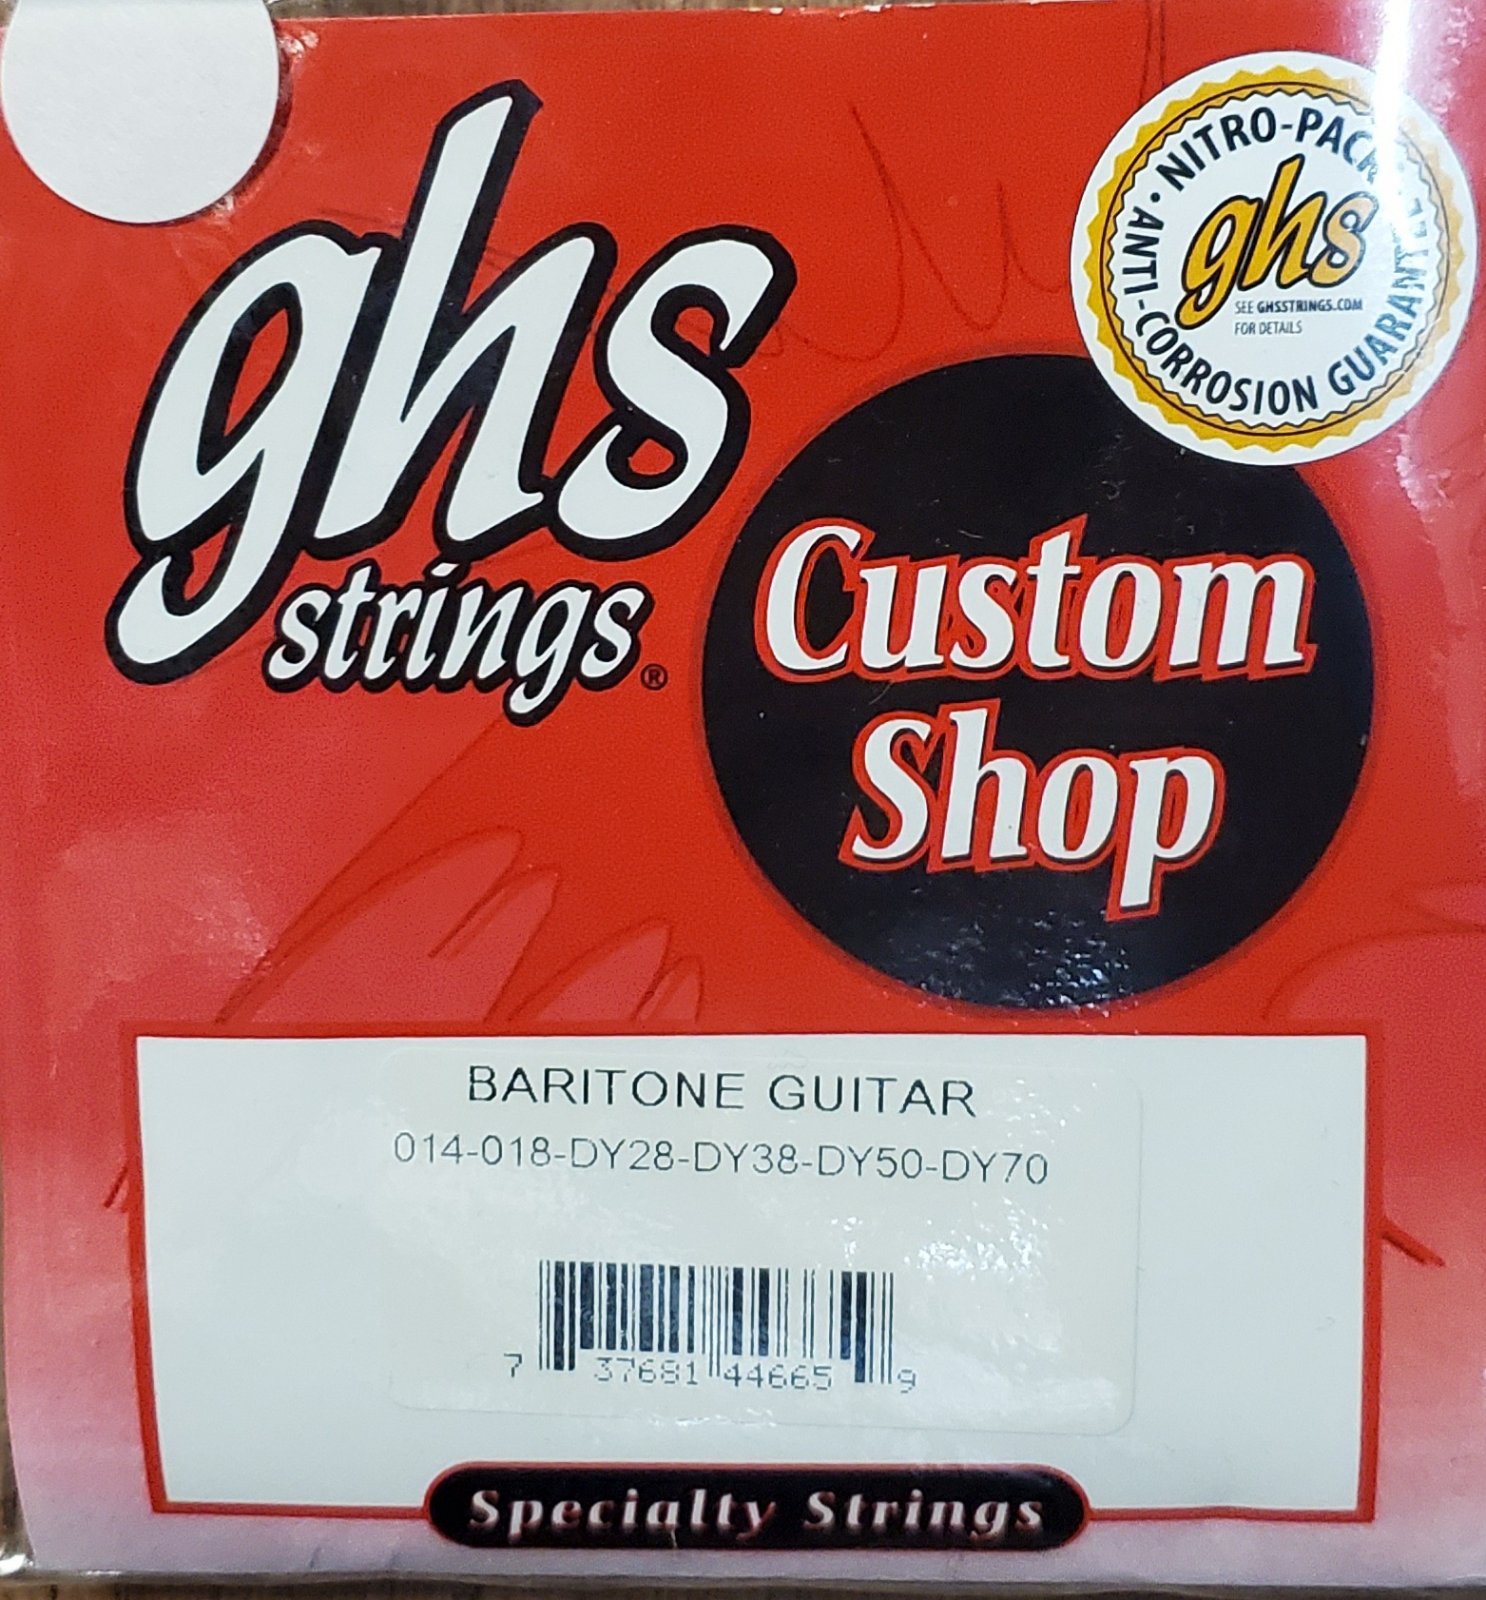 ghs
strings®
NITRO-PACK • ANTI-CORROSION GUARANTEE
ghs
SEE GHSSTRINGS.COM
FOR DETAILS
Custom
Shop
BARITONE GUITAR
014-018-DY28-DY38-DY50-DY70
7 37681 44665 9
Specialty Strings